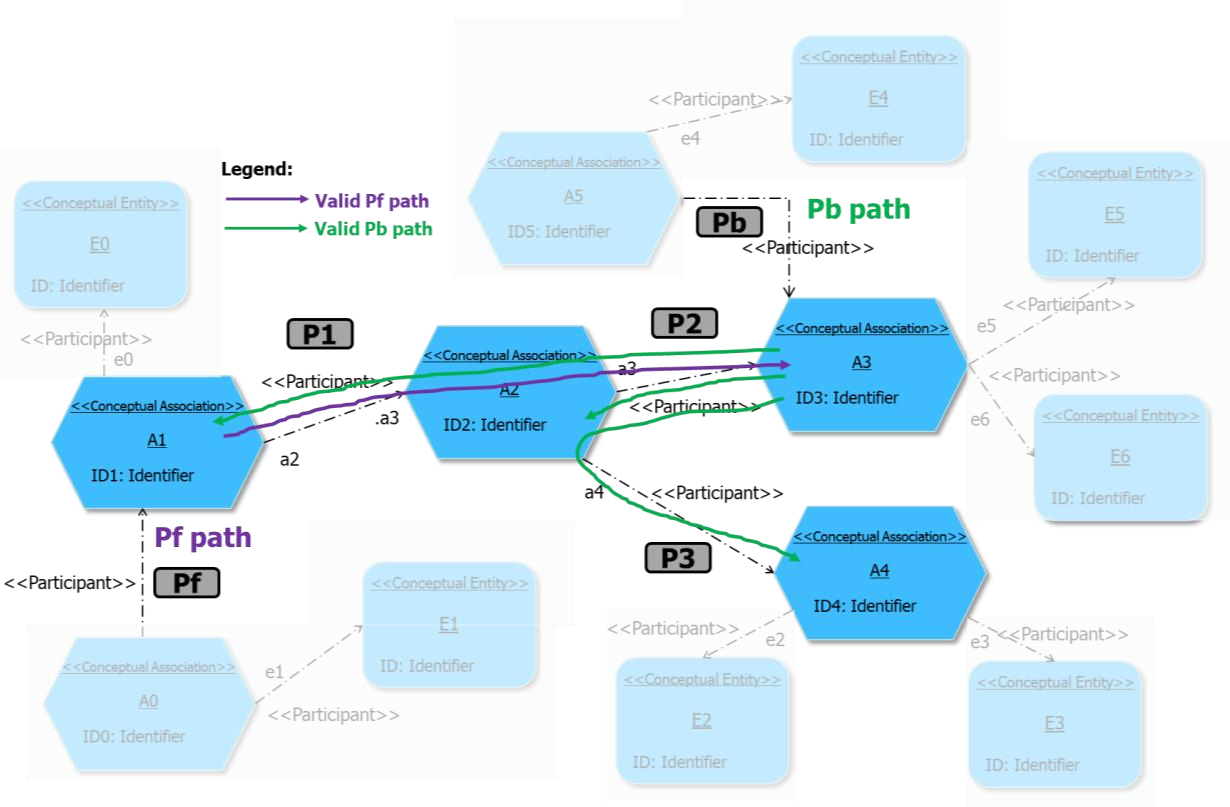 <<Conceptual Entity>>
E4
ID: Identifier
<<Participant>>
e4
<<Conceptual Association>>
A5
ID5: Identifier
Legend:
Valid Pf path
Valid Pb path
<<Conceptual Entity>>
E0
ID: Identifier
<<Participant>>
e0
Pb
Pb path
<<Participant>>
<<Conceptual Entity>>
E5
ID: Identifier
<<Participant>>
e5
P1
P2
<<Conceptual Association>>
A1
ID1: Identifier
<<Participant>>
.a3
a2
<<Conceptual Association>>
A2
ID2: Identifier
a3
<<Participant>>
<<Conceptual Association>>
A3
ID3: Identifier
<<Participant>>
e6
<<Conceptual Entity>>
E6
ID: Identifier
a4
<<Participant>>
P3
Pf path
<<Participant>>
Pf
<<Conceptual Association>>
A4
ID4: Identifier
<<Conceptual Entity>>
E1
ID: Identifier
e1
<<Participant>>
<<Conceptual Association>>
A0
ID0: Identifier
<<Participant>>
e2
e3
<<Participant>>
<<Conceptual Entity>>
E2
ID: Identifier
<<Conceptual Entity>>
E3
ID: Identifier